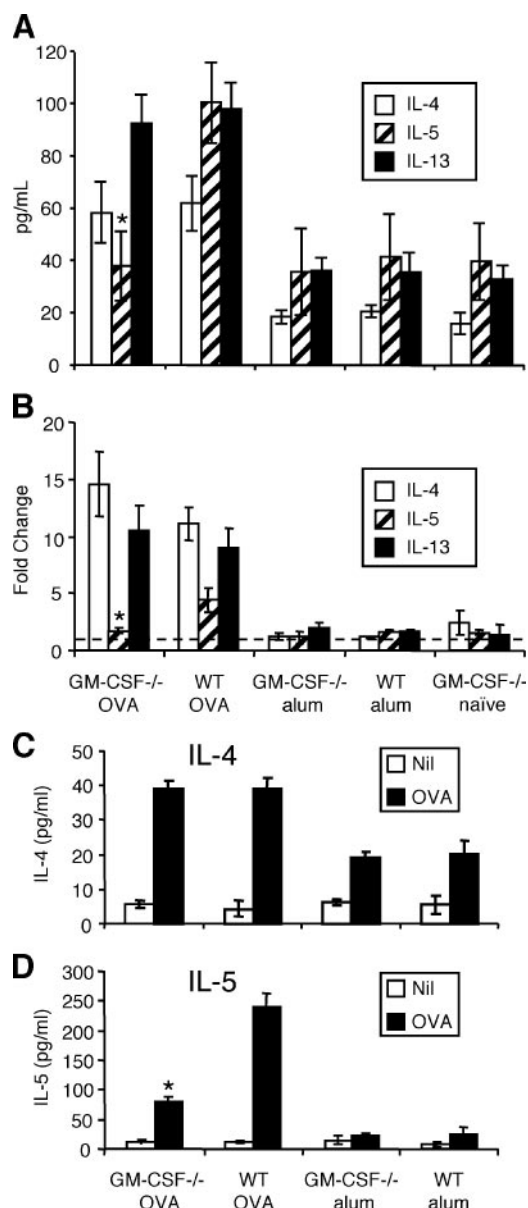 A
120
100
80
60
40
20
0
pg/mL
IL-4
IL-5
IL-13
*
B
20
15
10
5
0
Fold Change
IL-4
IL-5
IL-13
*
GM-CSF-/- WT GM-CSF-/- WT GM-CSF-/-
OVA OVA alum alum naïve
C
IL-4
50
40
30
20
10
0
IL-4 (pg/ml)
Nil
OVA
D
IL-5
300
250
200
150
100
50
0
IL-5 (pg/ml)
Nil
OVA
*
GM-CSF-/- WT GM-CSF-/- WT
OVA OVA alum alum